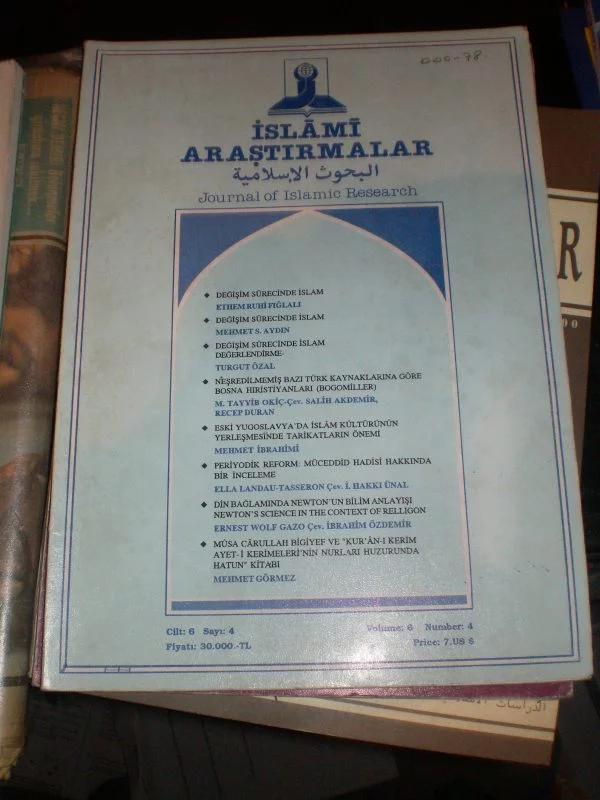 000-78.
İSLÂMÎ
ARAŞTIRMALAR
البحوث الإسلامية
Journal of Islamic Research
◆ DEĞİŞİM SÜRECİNDE İSLAM
ETHEM RUHİ FIĞLALI
◆ DEĞİŞİM SÜRECİNDE İSLAM
MEHMET S. AYDIN
◆ DEĞİŞİM SÜRECİNDE İSLAM
DEĞERLENDİRME-
TURGUT ÖZAL
◆ NEŞREDİLMEMİŞ BAZI TÜRK KAYNAKLARINA GÖRE
BOSNA HIRİSTİYANLARI (BOGOMİLLER)
M. TAYYİB OKİÇ-Çev. SALİH AKDEMİR,
RECEP DURAN
◆ ESKİ YUGOSLAVYA'DA İSLÂM KÜLTÜRÜNÜN
YERLEŞMESİNDE TARİKATLARIN ÖNEMİ
MEHMET İBRAHİMİ
◆ PERİYODİK REFORM: MÜCEDDİD HADİSİ HAKKINDA
BİR İNCELEME
ELLA LANDAU-TASSERON Çev. İ. HAKKI ÜNAL
◆ DİN BAĞLAMINDA NEWTON'UN BİLİM ANLAYIŞI
NEWTON'S SCIENCE IN THE CONTEXT OF RELLIGON
ERNEST WOLF GAZO Çev. İBRAHİM ÖZDEMİR
◆ MÛSA CÂRULLAH BİGİYEF VE "KUR'ÂN-I KERİM
AYET-İ KERİMELERİ'NİN NURLARI HUZURUNDA
HATUN" KİTABI
MEHMET GÖRMEZ
Cilt: 6 Sayı: 4
Fiyatı: 30.000.-TL
Volume: 6 Number: 4
Price: 7.US $
R